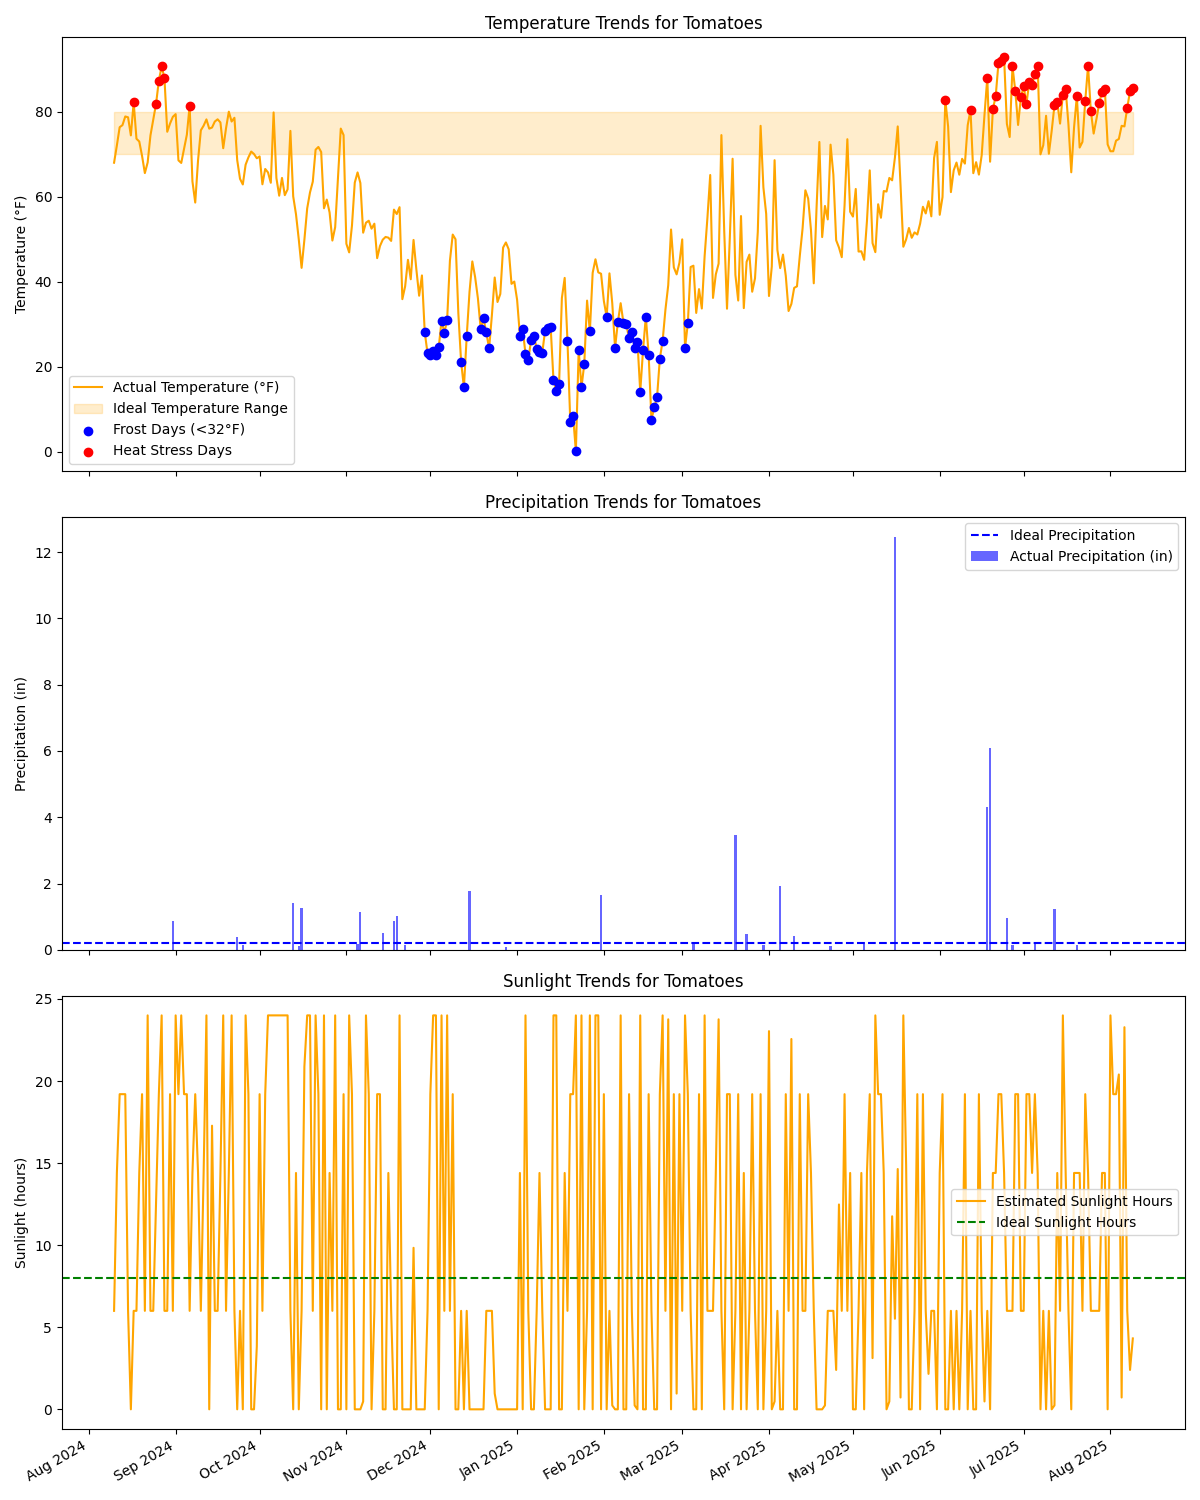 Temperature Trends for Tomatoes
Temperature (°F)
80
60
40
20
0
Actual Temperature (°F)
Ideal Temperature Range
Frost Days (<32°F)
Heat Stress Days
Precipitation Trends for Tomatoes
Precipitation (in)
12
10
8
6
4
2
0
Ideal Precipitation
Actual Precipitation (in)
Sunlight Trends for Tomatoes
Sunlight (hours)
25
20
15
10
5
0
Estimated Sunlight Hours
Ideal Sunlight Hours
Aug 2024
Sep 2024
Oct 2024
Nov 2024
Dec 2024
Jan 2025
Feb 2025
Mar 2025
Apr 2025
May 2025
Jun 2025
Jul 2025
Aug 2025